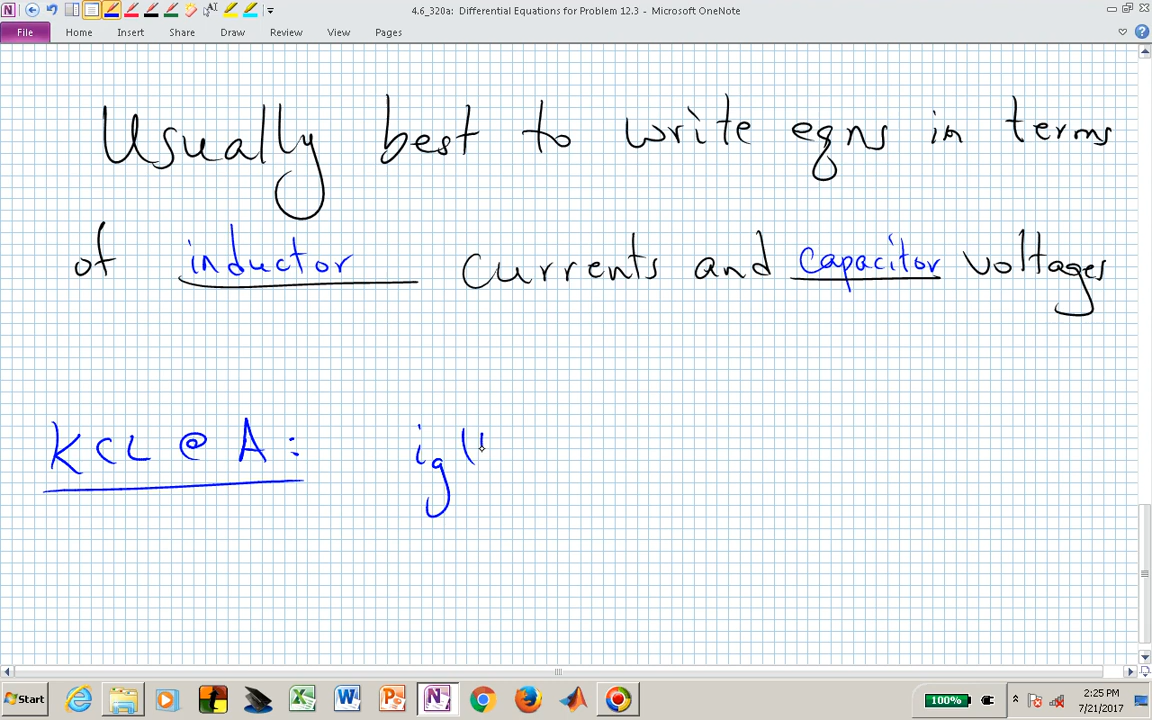 4.6_320a: Differential Equations for Problem 12.3 - Microsoft OneNote
File Home Insert Share Draw Review View Pages
Usually best to write eqns in terms
of inductor currents and capacitor voltages
KCL @ A: ig(
100%
2:25 PM
7/21/2017
Start